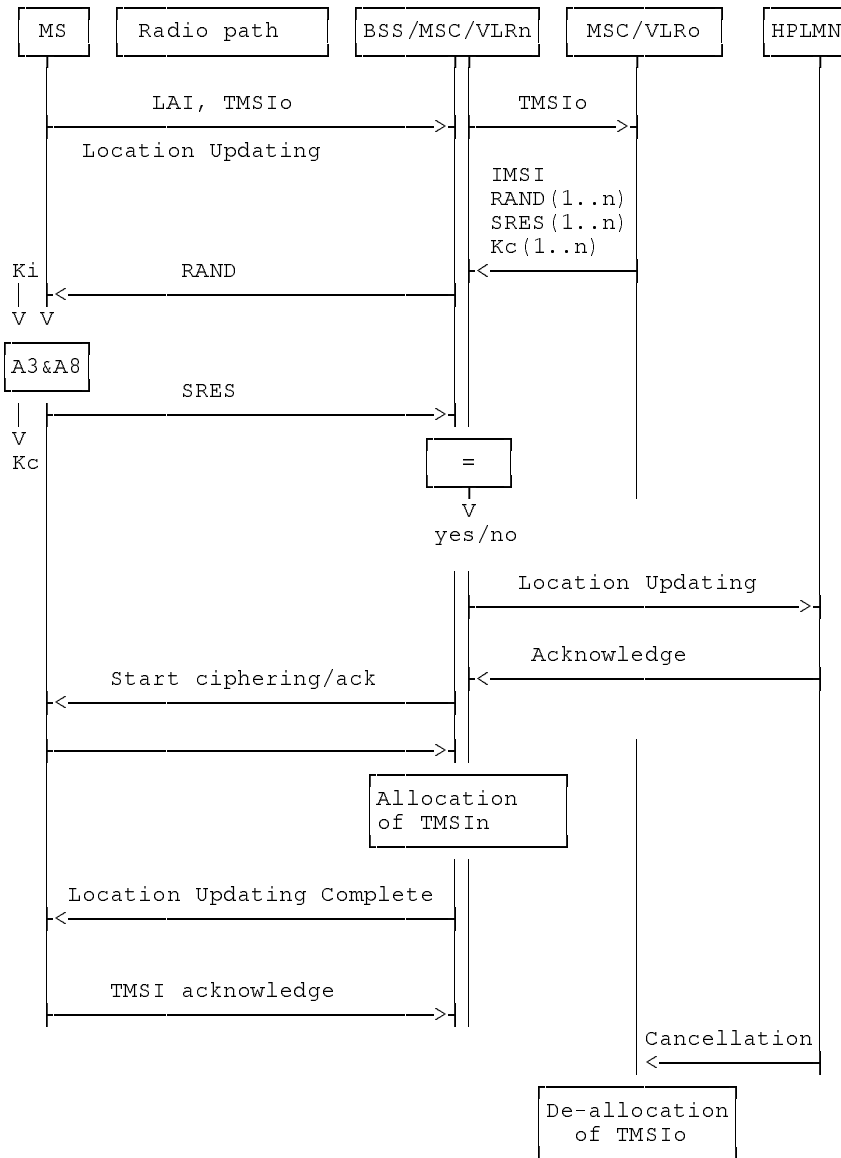 MS Radio path BSS/MSC/VLRn MSC/VLRo HPLMN
LAI, TMSIo TMSIo
Location Updating
IMSI
RAND(1..n)
SRES(1..n)
Kc(1..n)
Ki RAND
V V
A3&A8
SRES
V
Kc
=
V
yes/no
Location Updating
Acknowledge
Start ciphering/ack
Allocation
of TMSIn
Location Updating Complete
TMSI acknowledge
Cancellation
De-allocation
of TMSIo